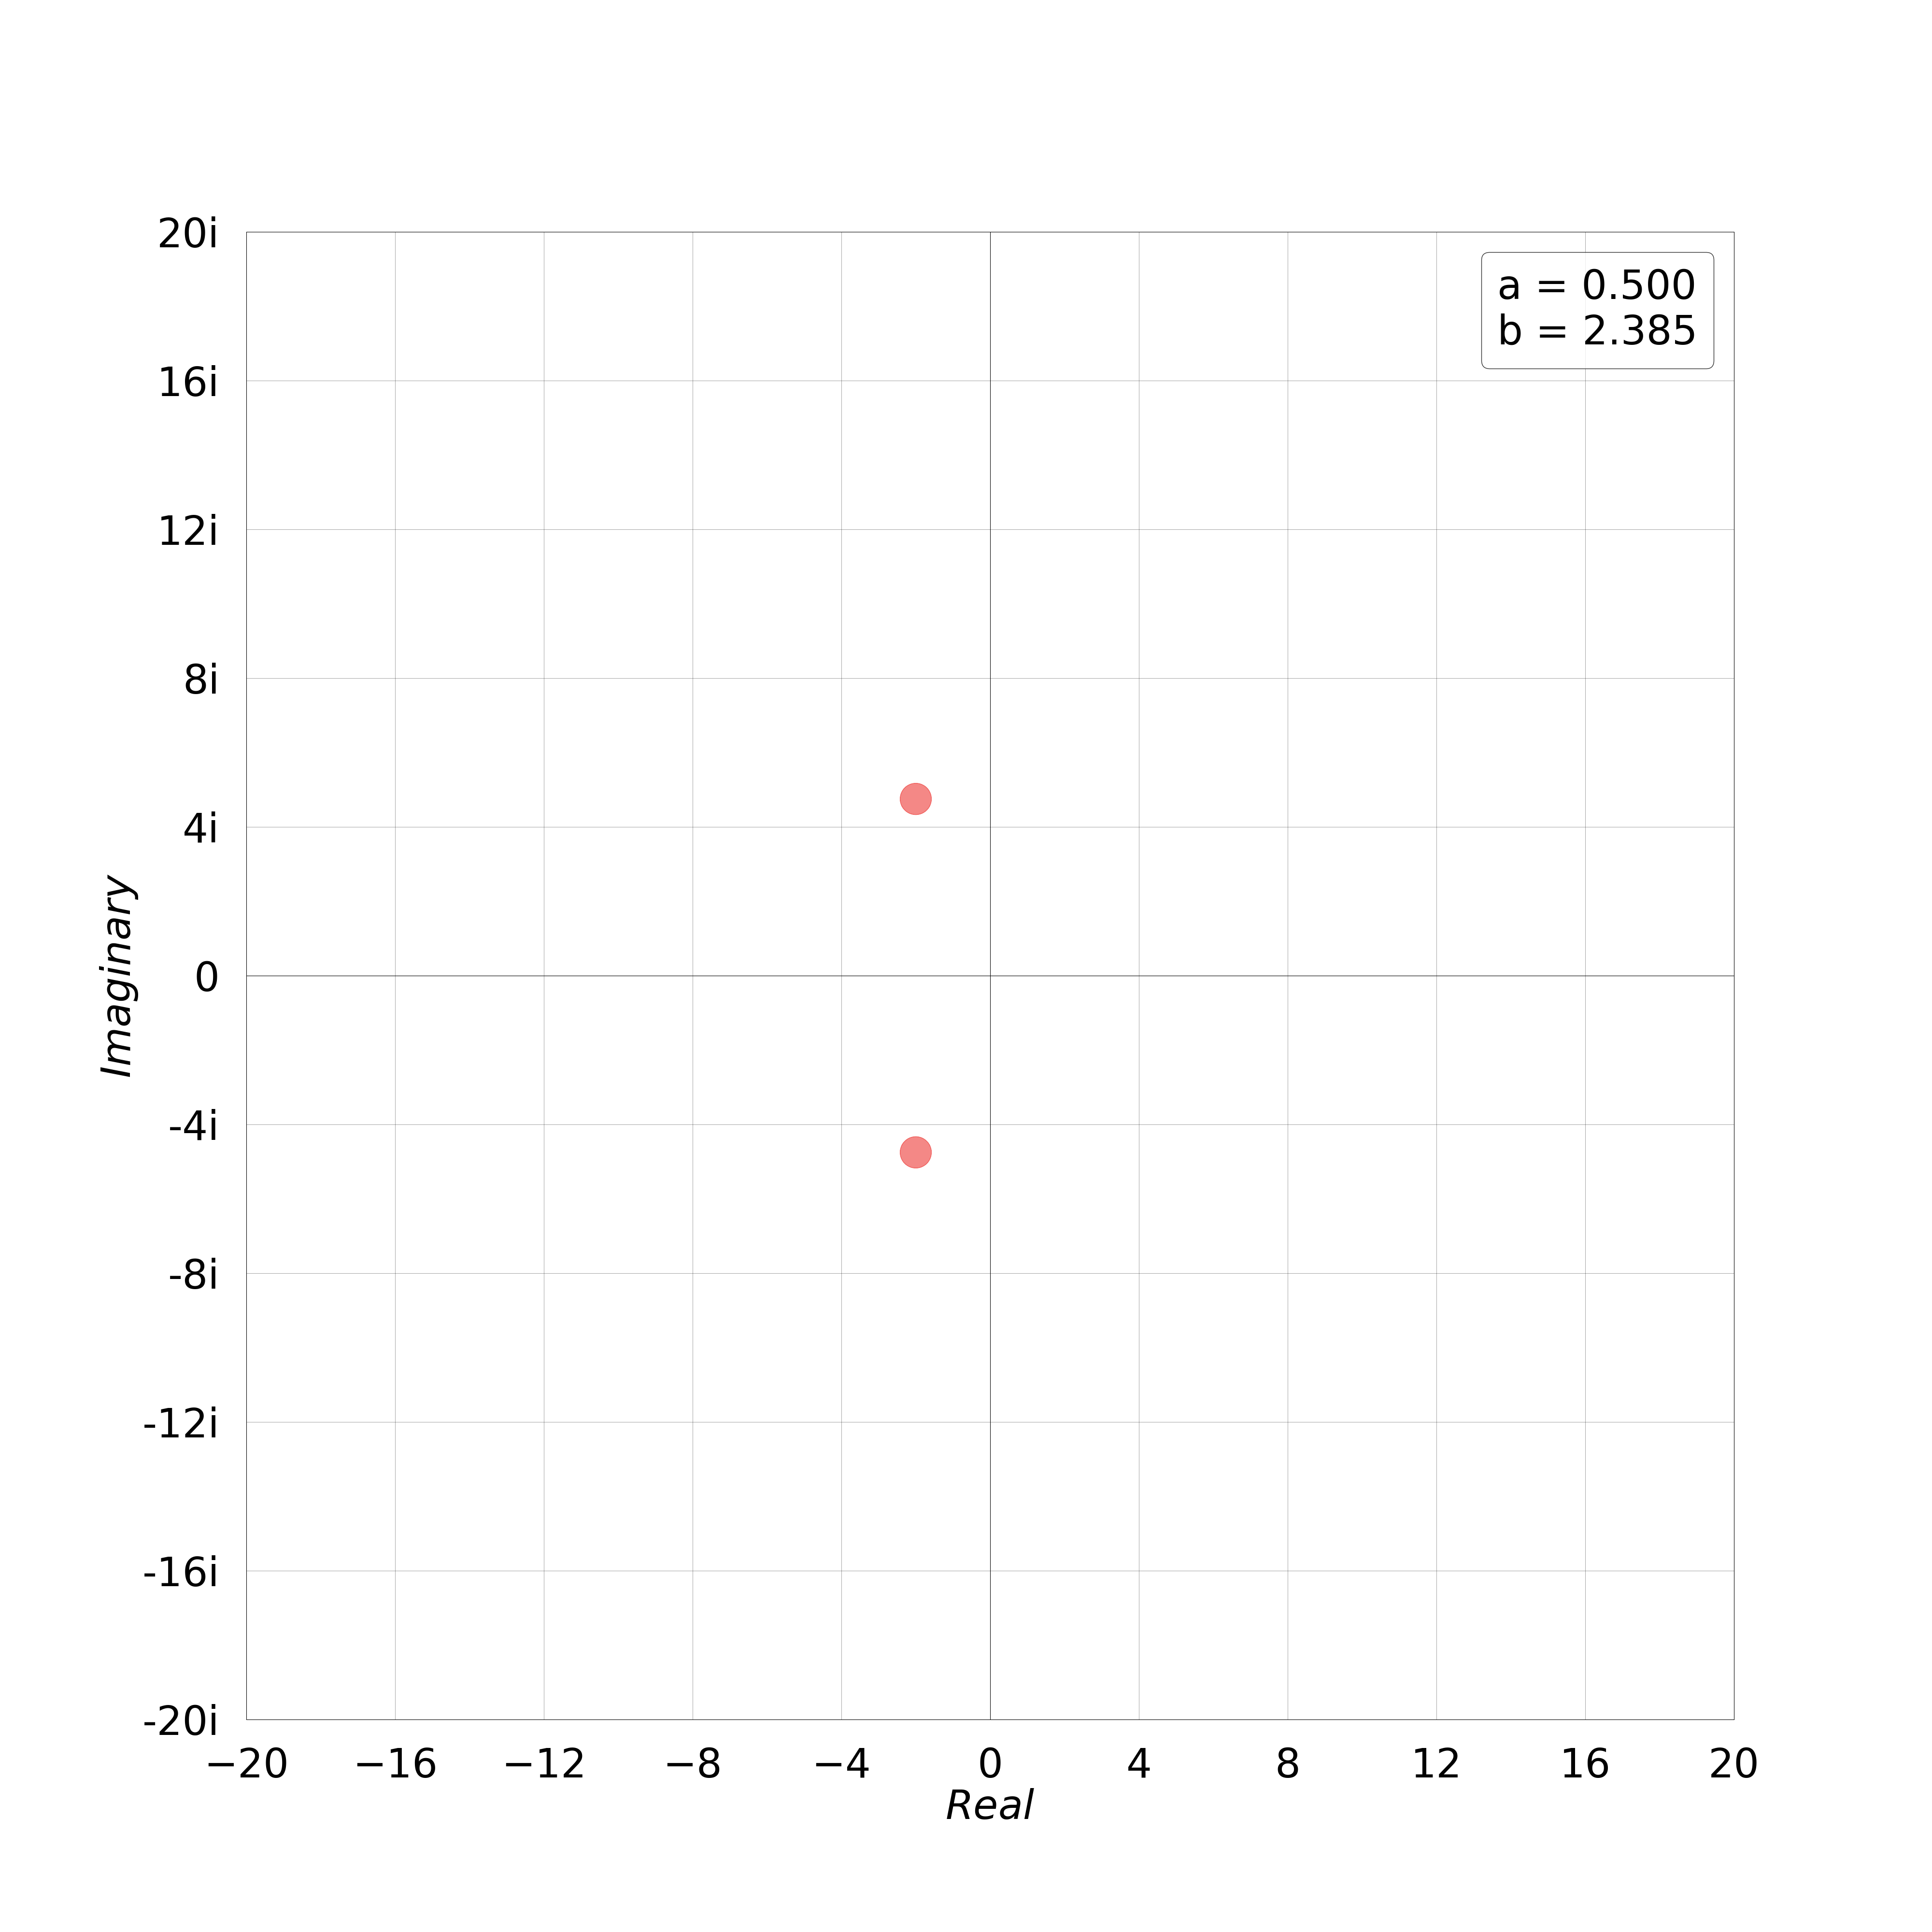 20i
a = 0.500
b = 2.385
16i
12i
8i
4i
Imaginary
0
-4i
-8i
-12i
-16i
-20i
−20 −16 −12 −8 −4 0 4 8 12 16 20
Real